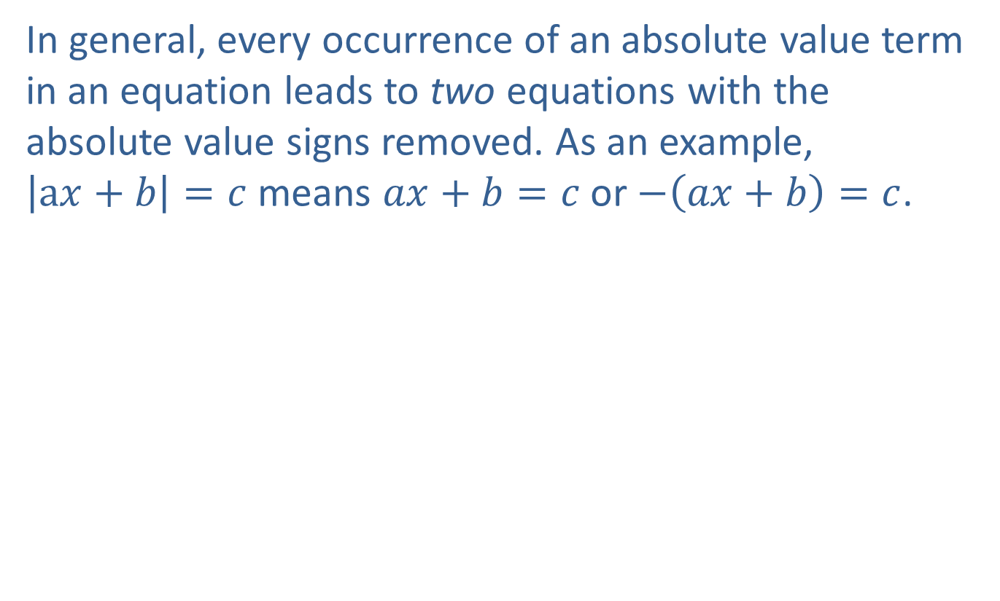 In general, every occurrence of an absolute value term
in an equation leads to two equations with the
absolute value signs removed. As an example,
|ax + b| = c means ax + b = c or −(ax + b) = c.